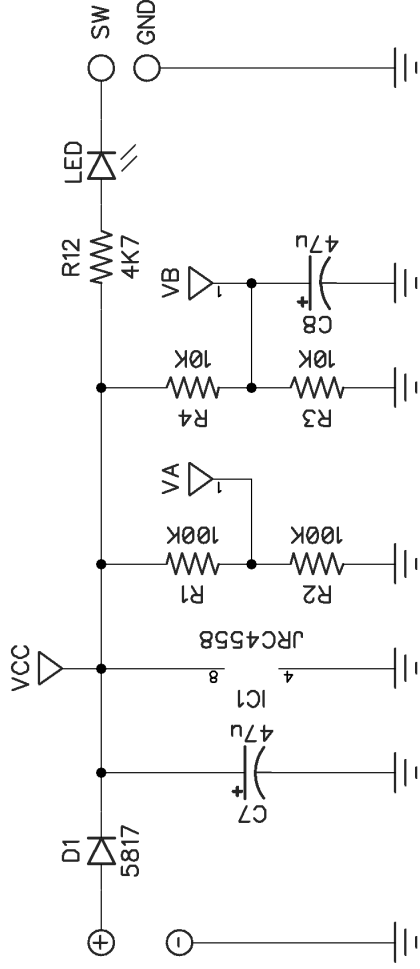 +
-
D1
5817
VCC
C7
47u
+
IC1
JRC4558
8
4
R1
100K
R2
100K
VA
1
R4
10K
R3
10K
VB
1
C8
47u
+
R12
4K7
LED
SW
GND